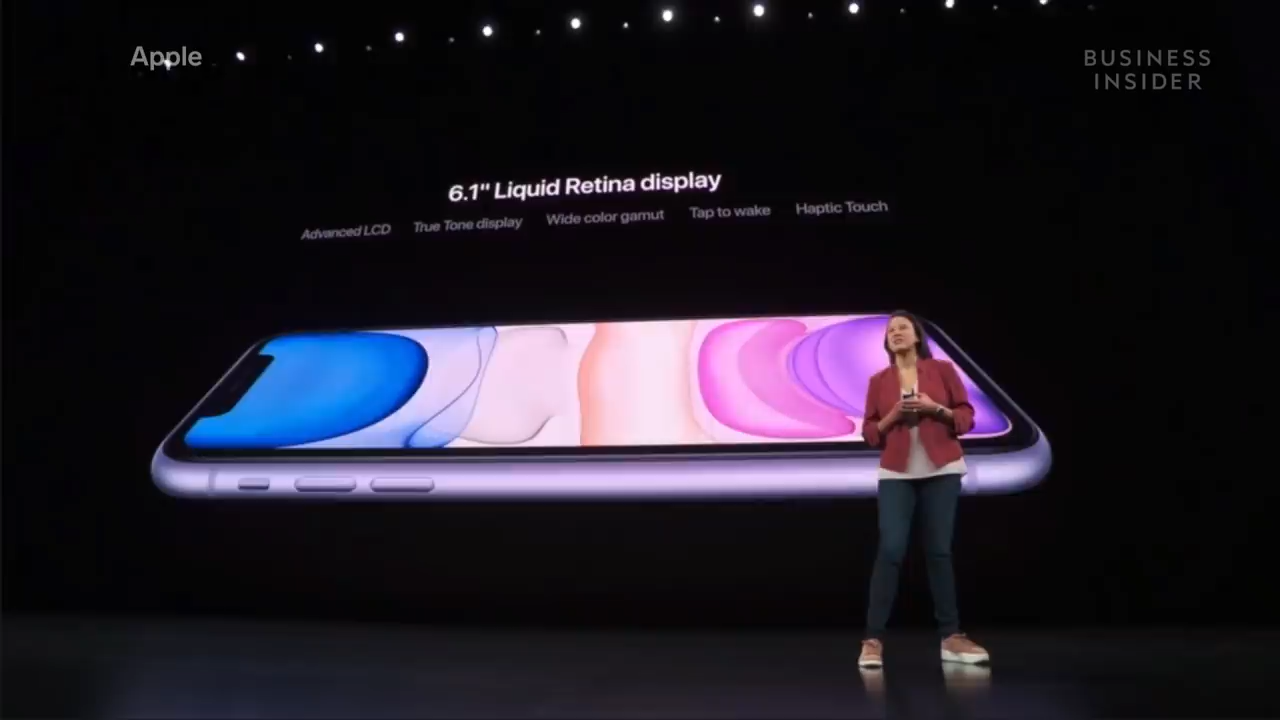 Apple
BUSINESS
INSIDER
6.1" Liquid Retina display
Advanced LCD True Tone display Wide color gamut Tap to wake Haptic Touch